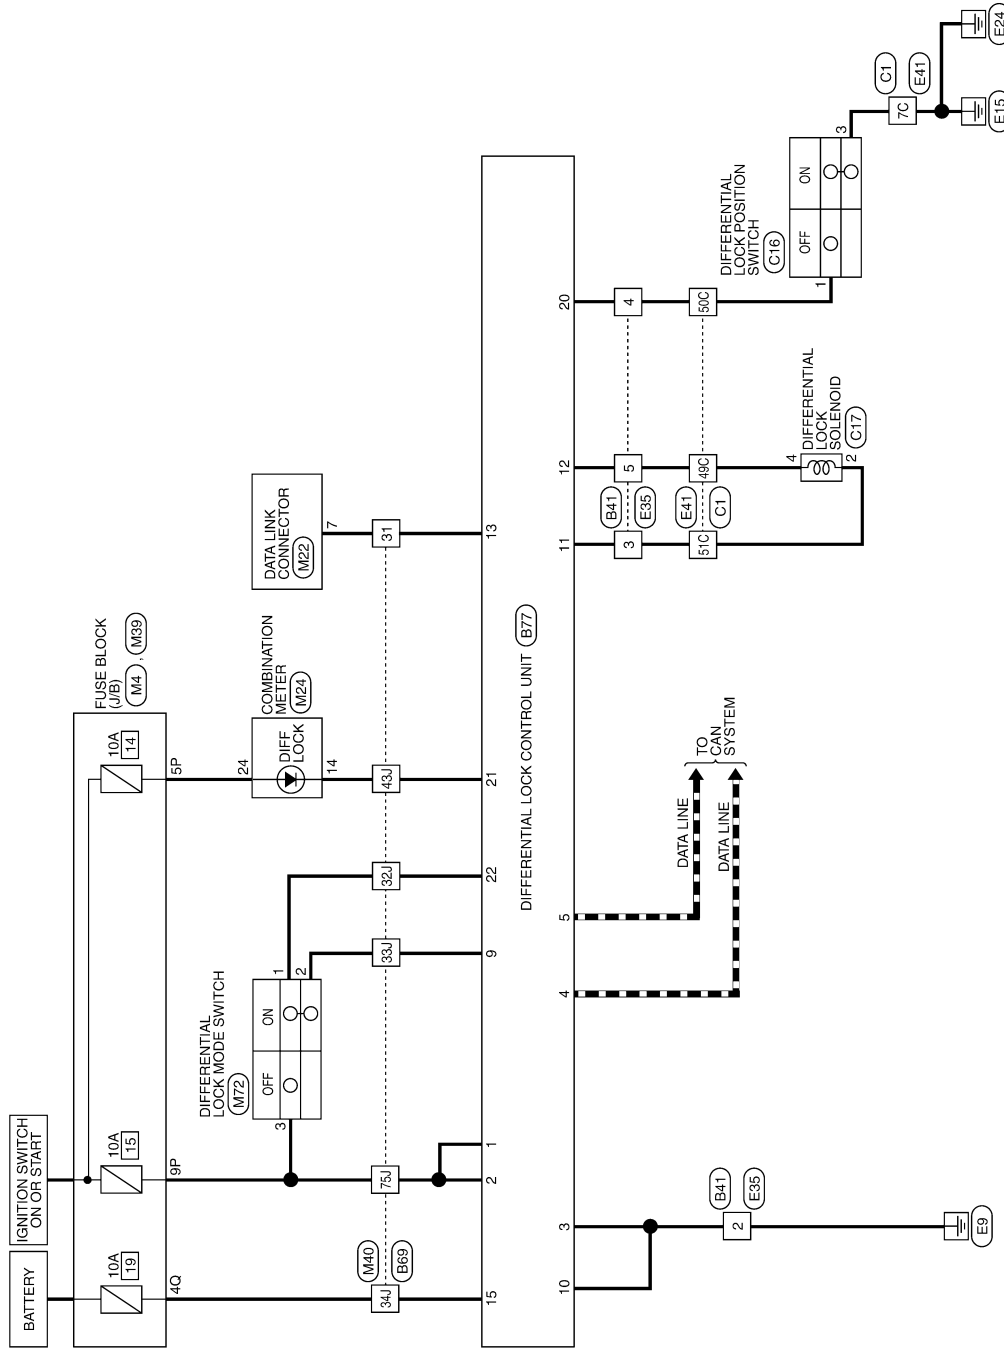 BATTERY
IGNITION SWITCH
ON OR START
FUSE BLOCK
(J/B)
M4 , M39
10A
19
10A
15
10A
14
4Q
9P
5P
DIFFERENTIAL
LOCK MODE SWITCH
M72
OFF
ON
3
1
2
COMBINATION
METER
M24
24
DIFF
LOCK
14
DATA LINK
CONNECTOR
M22
7
34J
M40
B69
75J
33J
32J
43J
31
15
2
1
9
22
21
13
DIFFERENTIAL LOCK CONTROL UNIT B77
10
3
4
5
11
12
20
B41
2
E35
E9
DATA LINE
DATA LINE
TO
CAN
SYSTEM
3
B41
E35
5
4
51C
E41
C1
49C
50C
4
2
DIFFERENTIAL
LOCK
SOLENOID
C17
DIFFERENTIAL
LOCK POSITION
SWITCH
C16
OFF
ON
1
3
7C
C1
E41
E15
E24